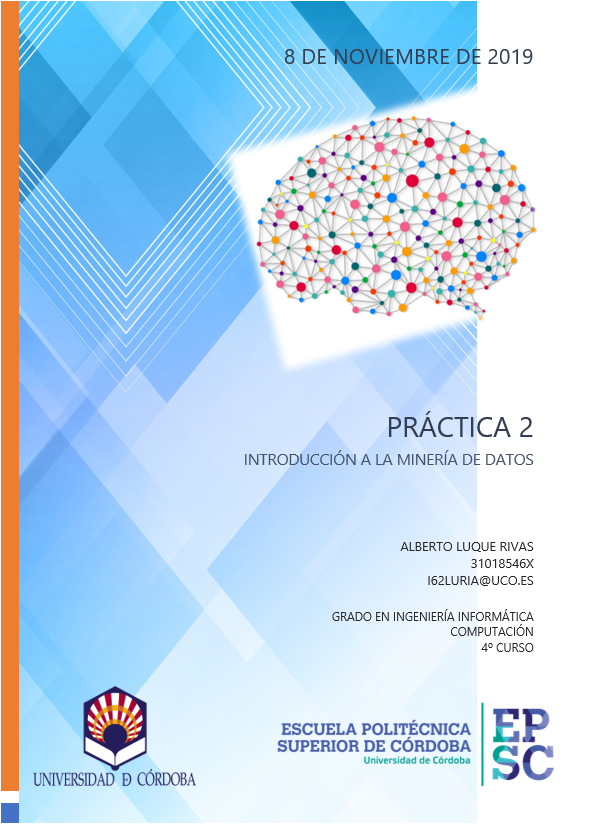 8 DE NOVIEMBRE DE 2019
PRÁCTICA 2
INTRODUCCIÓN A LA MINERÍA DE DATOS
ALBERTO LUQUE RIVAS
31018546X
I62LURIA@UCO.ES
GRADO EN INGENIERÍA INFORMÁTICA
COMPUTACIÓN
4º CURSO
UNIVERSIDAD Ð CÓRDOBA
ESCUELA POLITÉCNICA
SUPERIOR DE CÓRDOBA
Universidad de Córdoba
EP
SC